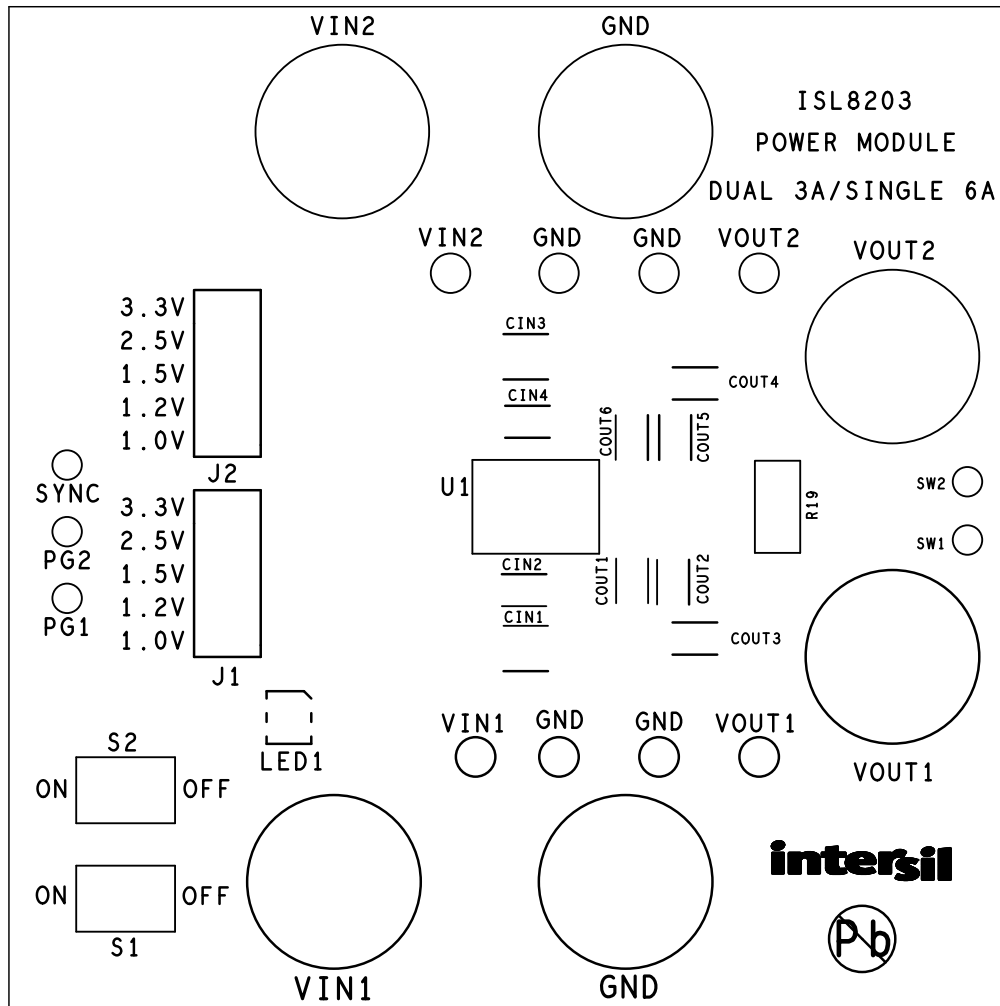 VIN2
GND
ISL8203
POWER MODULE
DUAL 3A/SINGLE 6A
VIN2
GND
GND
VOUT2
VOUT2
3.3V
2.5V
1.5V
1.2V
1.0V
J2
CIN3
CIN4
COUT4
COUT6
COUT5
U1
R19
SW2
SW1
SYNC
PG2
PG1
3.3V
2.5V
1.5V
1.2V
1.0V
J1
CIN2
CIN1
COUT1
COUT2
COUT3
LED1
VIN1
GND
GND
VOUT1
VOUT1
S2
ON
OFF
ON
OFF
S1
VIN1
GND
intersil
Pb